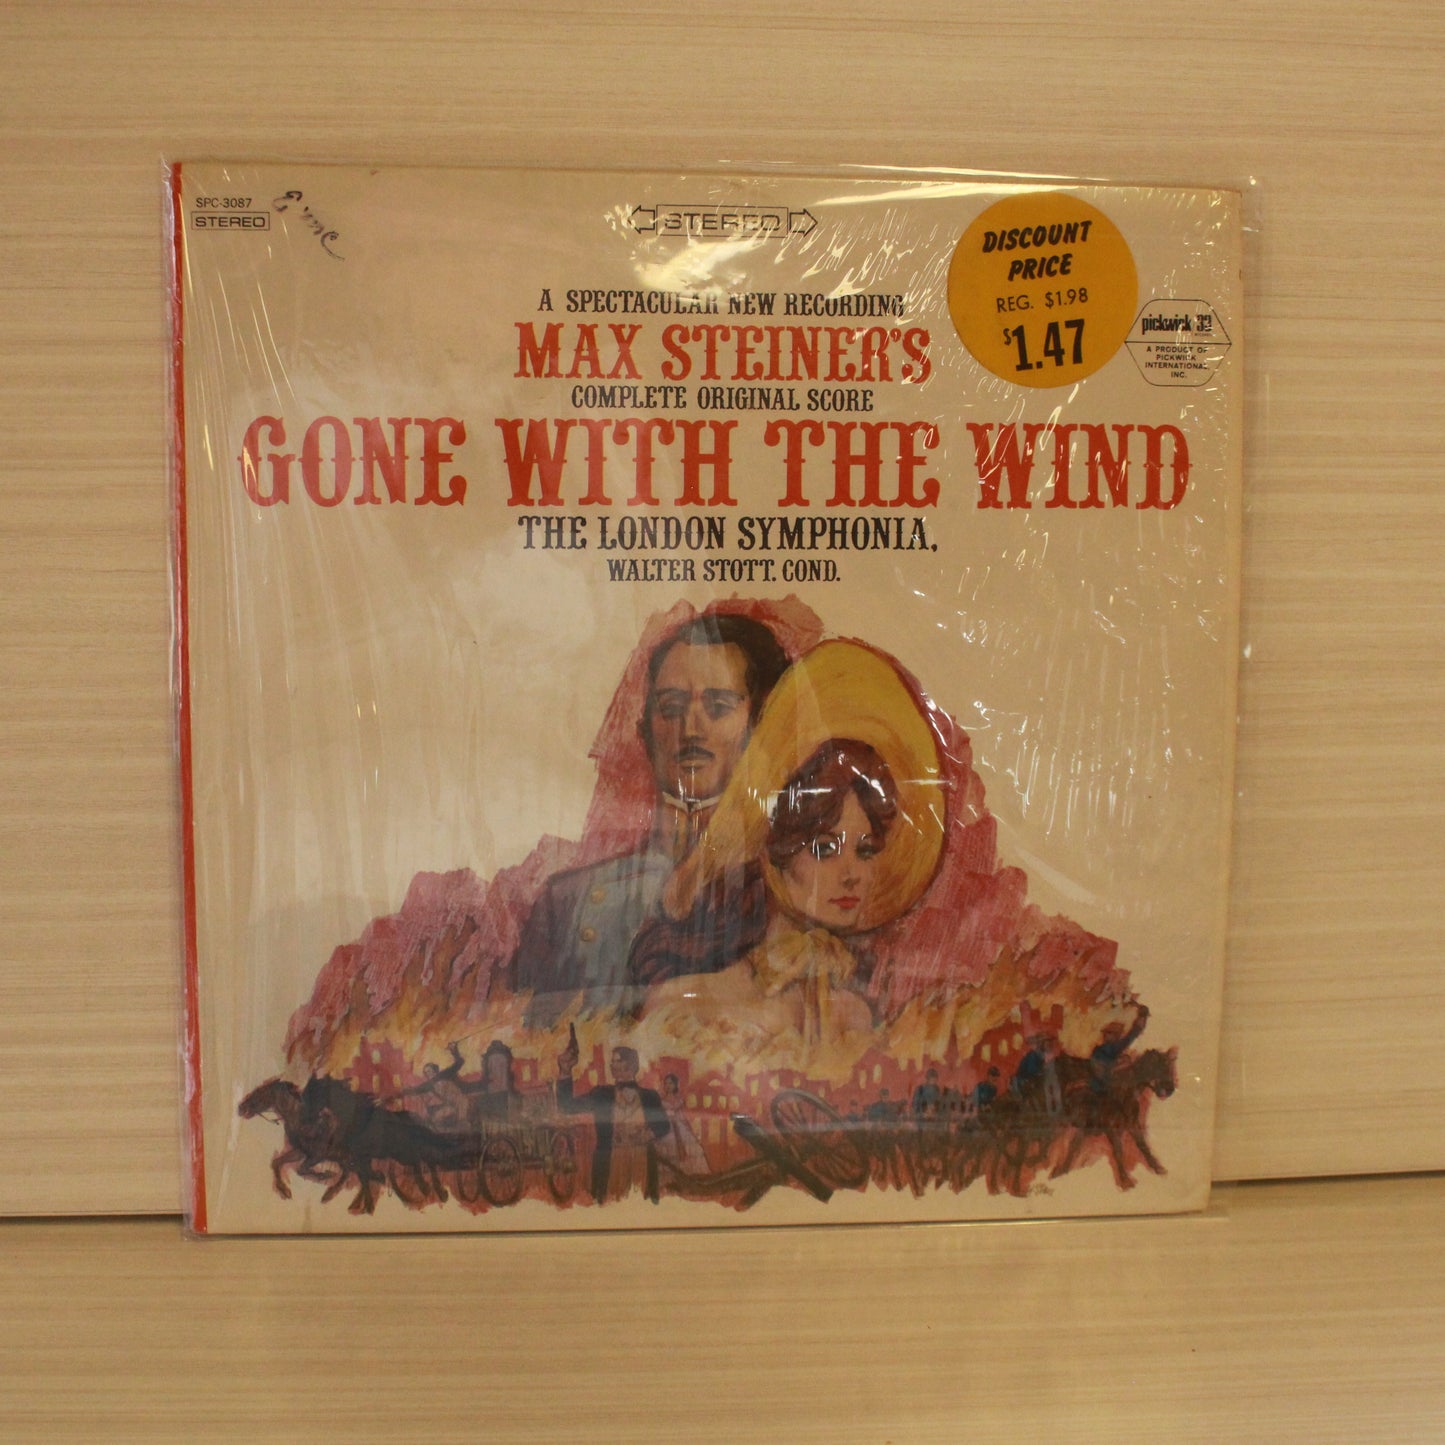 SPC-3087
STEREO
STEREO
DISCOUNT
PRICE
REG. $1.98
$1.47
pickwick 33
A PRODUCT OF
PICKWICK
INTERNATIONAL,
INC.
A SPECTACULAR NEW RECORDING
MAX STEINER'S
COMPLETE ORIGINAL SCORE
GONE WITH THE WIND
THE LONDON SYMPHONIA,
WALTER STOTT, COND.